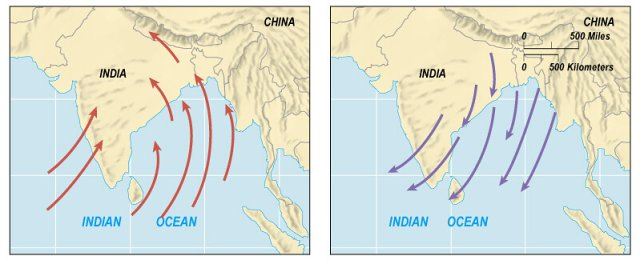 CHINA
INDIA
INDIAN OCEAN
CHINA
0 500 Miles
0 500 Kilometers
INDIA
INDIAN OCEAN